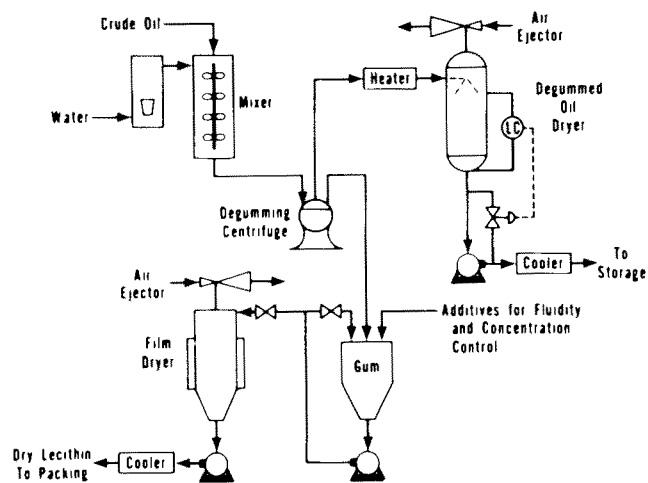 Crude Oil
Air
Ejector
Heater
Mixer
Degummed
Oil
Dryer
Water
LC
Degumming
Centrifuge
To
Storage
Cooler
Air
Ejector
Additives for Fluidity
and Concentration
Control
Film
Dryer
Gum
Dry Lecithin
To Packing
Cooler